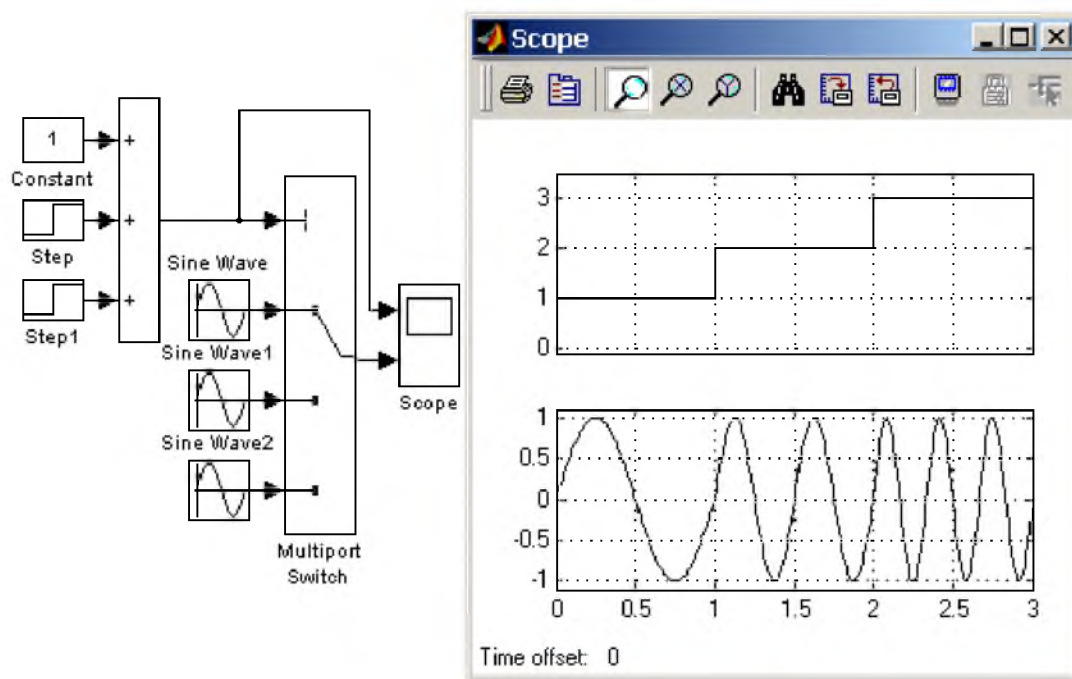 Scope
1
+
Constant
+
Step
+
Step1
Sine Wave
Sine Wave1
Sine Wave2
Multiport
Switch
Scope
3
2
1
0
1
0.5
0
-0.5
-1
0 0.5 1 1.5 2 2.5 3
Time offset: 0